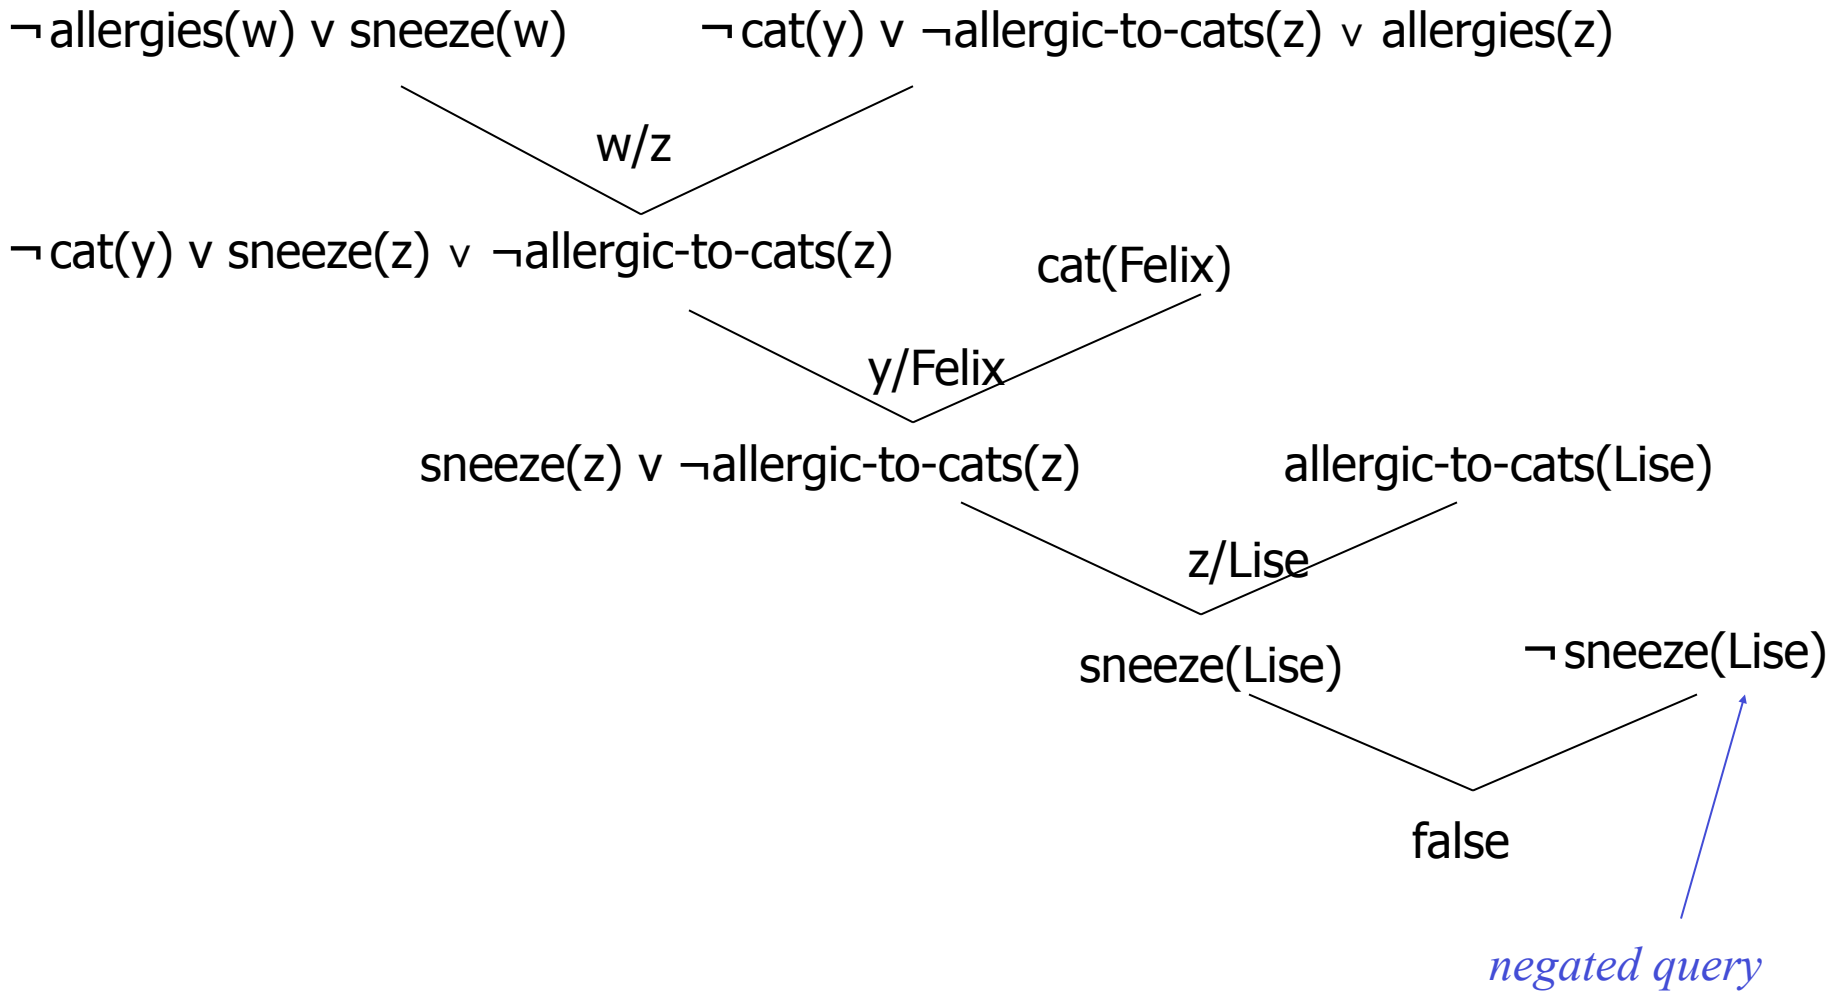 ¬allergies(w) v sneeze(w)
¬cat(y) v ¬allergic-to-cats(z) ∨ allergies(z)
w/z
¬cat(y) v sneeze(z) ∨ ¬allergic-to-cats(z)
cat(Felix)
y/Felix
sneeze(z) v ¬allergic-to-cats(z)
allergic-to-cats(Lise)
z/Lise
sneeze(Lise)
¬sneeze(Lise)
false
negated query